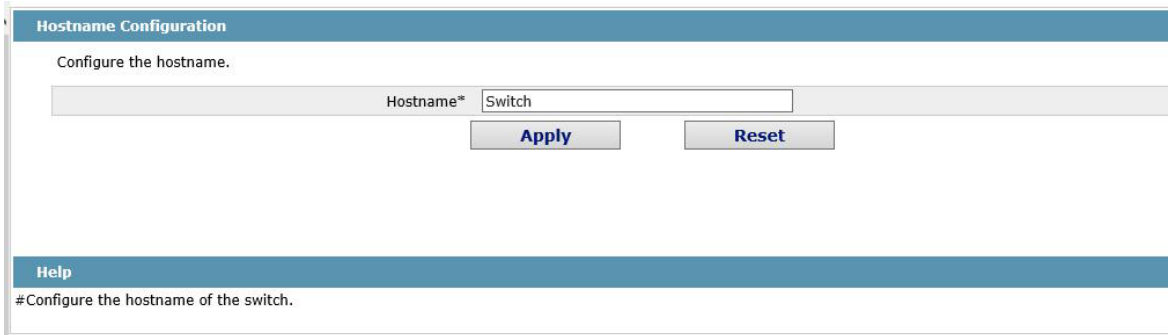 Hostname Configuration
Configure the hostname.
Hostname* Switch
Apply Reset
Help
#Configure the hostname of the switch.